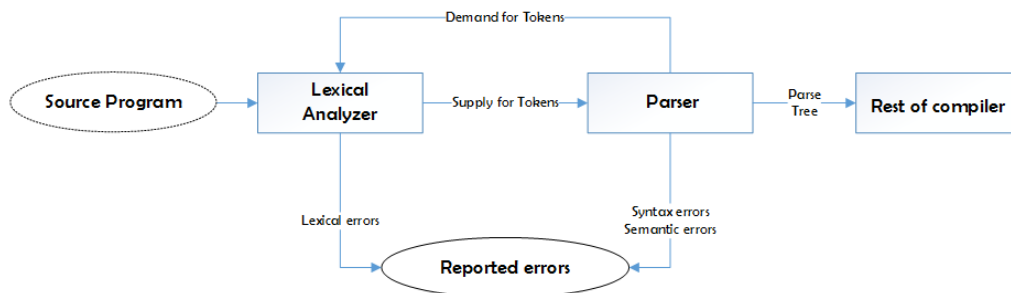 Demand for Tokens
Source Program
Lexical
Analyzer
Supply for Tokens
Parser
Parse
Tree
Rest of compiler
Lexical errors
Syntax errors
Semantic errors
Reported errors